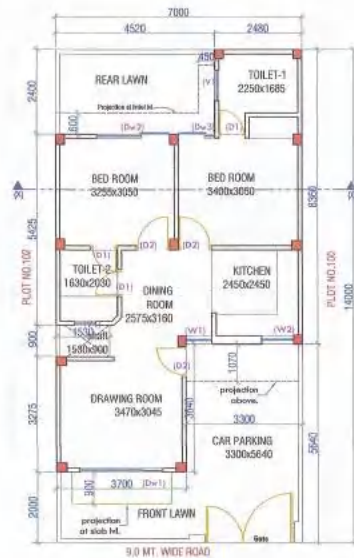 7000
4520 2480
450
REAR LAWN
TOILET-1
2250x1685
(V1)
2400
Projection at lintel lvl.
600
(Dw2) (Dw3) (D1)
BED ROOM
3255x3050
BED ROOM
3400x3050
8360
5425
PLOT NO.102
PLOT NO.100
14000
(D1) (D2) (D2)
TOILET-2
1630x2030
(D1)
KITCHEN
2450x2450
DINING
ROOM
2575x3160
1530
1530x900
900
(W1) (W2)
(D2)
1070
projection
above.
DRAWING ROOM
3470x3045
3275
3640
3300
5640
CAR PARKING
3300x5640
3700 (Dw1)
900
2000
projection
at slab lvl.
FRONT LAWN
Gate
9.0 MT. WIDE ROAD